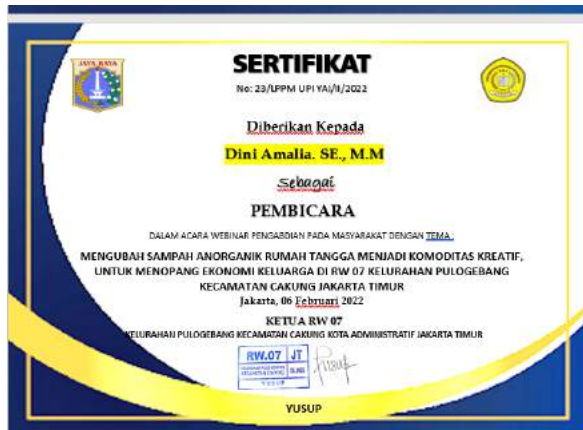 JAYA RAYA
SERTIFIKAT
No: 23/LPPM UPI YAI/II/2022
Diberikan Kepada
Dini Amalia. SE., M.M
sebagai
PEMBICARA
DALAM ACARA WEBINAR PENGABDIAN PADA MASYARAKAT DENGAN TEMA :
MENGUBAH SAMPAH ANORGANIK RUMAH TANGGA MENJADI KOMODITAS KREATIF,
UNTUK MENOPANG EKONOMI KELUARGA DI RW 07 KELURAHAN PULOGEBANG
KECAMATAN CAKUNG JAKARTA TIMUR
Jakarta, 06 Februari 2022
KETUA RW 07
KELURAHAN PULOGEBANG KECAMATAN CAKUNG KOTA ADMINISTRATIF JAKARTA TIMUR
RW.07 JT
YUSUP
YUSUP